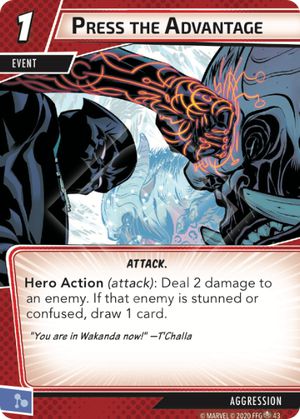 1
PRESS THE ADVANTAGE
EVENT
ATTACK.
Hero Action (attack): Deal 2 damage to
an enemy. If that enemy is stunned or
confused, draw 1 card.
"You are in Wakanda now!" —T'Challa
AGGRESSION
© MARVEL © 2020 FFG 43